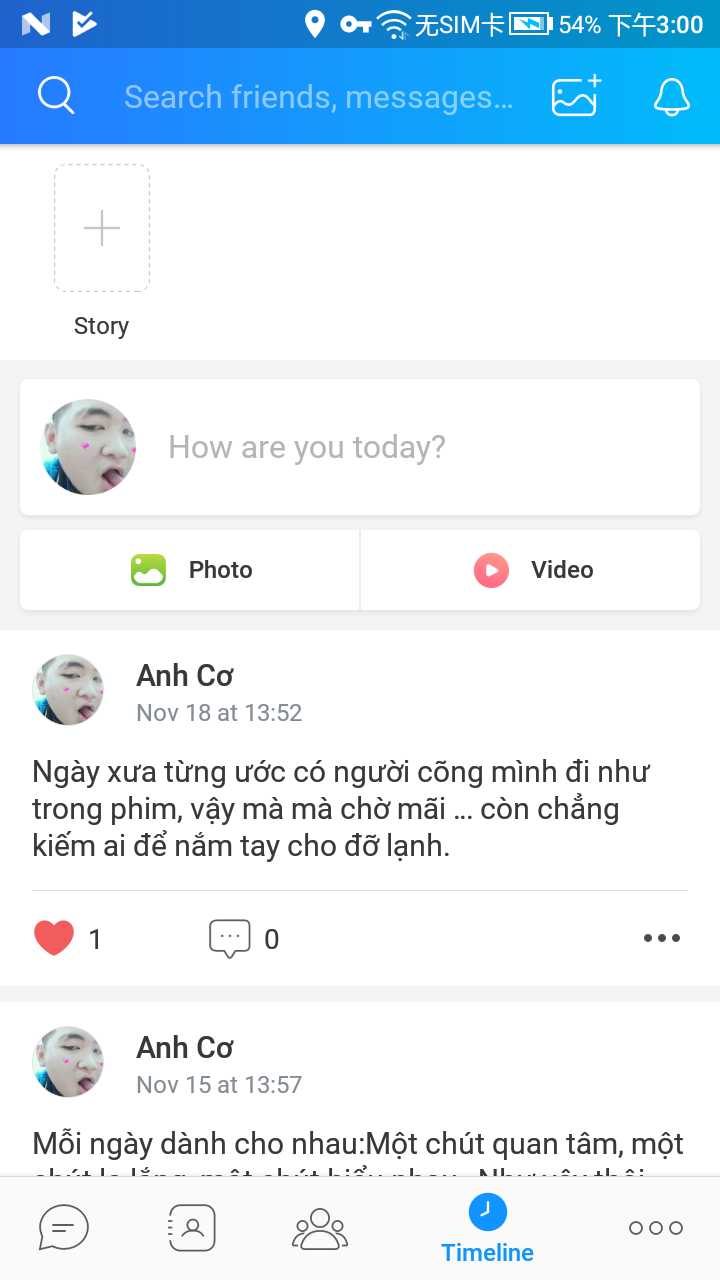 无SIM卡 54% 下午3:00
Search friends, messages...
Story
How are you today?
Photo Video
Anh Cơ
Nov 18 at 13:52
Ngày xưa từng ước có người cõng mình đi như
trong phim, vậy mà mà chờ mãi ... còn chẳng
kiếm ai để nắm tay cho đỡ lạnh.
1 0
Anh Cơ
Nov 15 at 13:57
Mỗi ngày dành cho nhau:Một chút quan tâm, một
Timeline